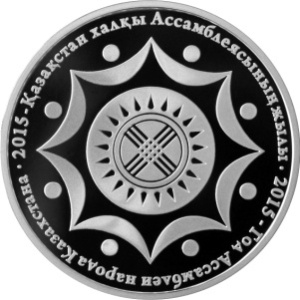 2015 - Қазақстан халқы Ассамблеясының жылы
2015 - Год Ассамблеи народа Казахстана